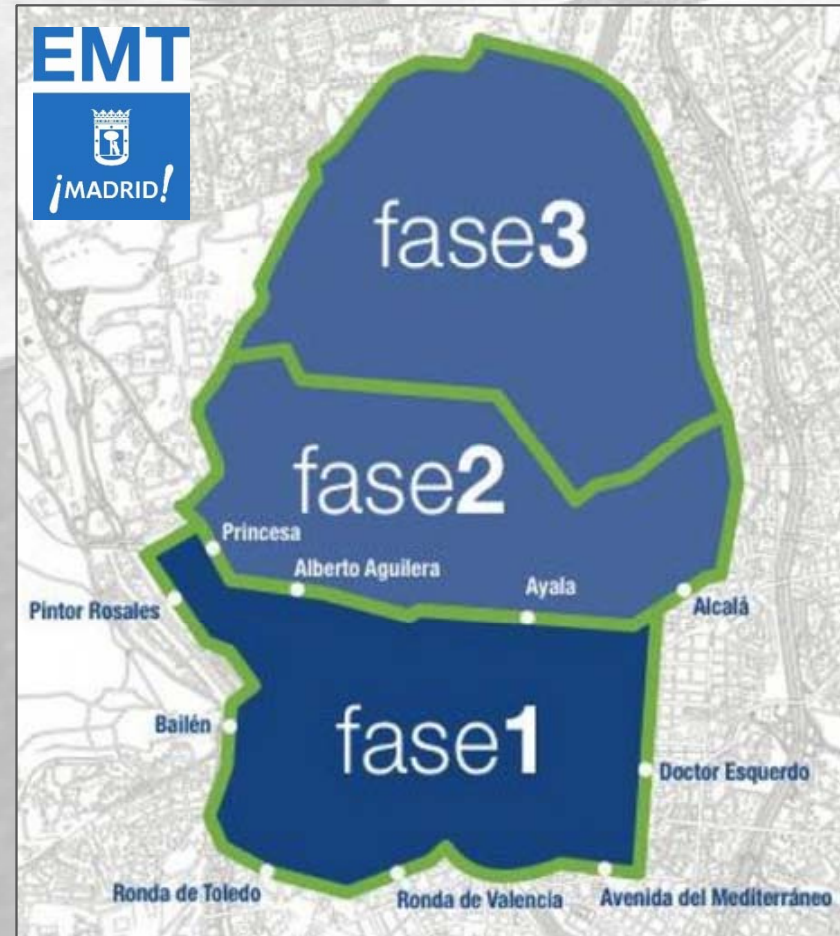 EMT
¡MADRID!
fase3
fase2
Princesa
Alberto Aguilera
Ayala
Alcalá
Pintor Rosales
fase1
Bailén
Doctor Esquerdo
Ronda de Toledo
Ronda de Valencia
Avenida del Mediterráneo